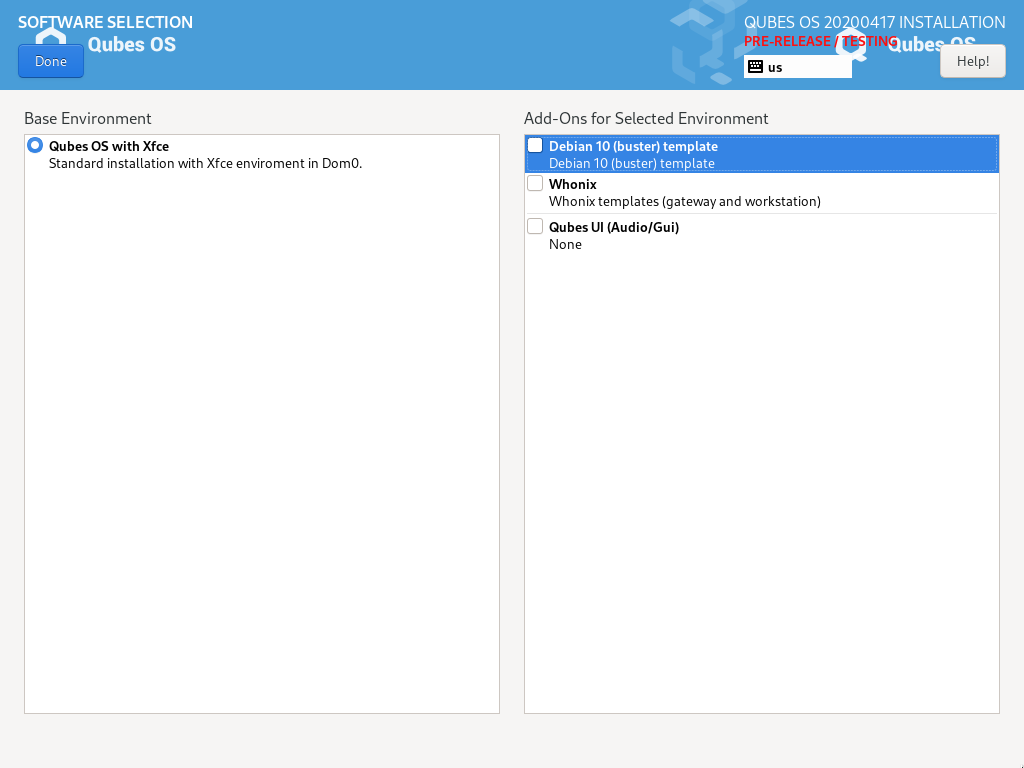 SOFTWARE SELECTION
Qubes OS
Done
QUBES OS 20200417 INSTALLATION
PRE-RELEASE / TESTING
Qubes OS
us
Help!
Base Environment
Qubes OS with Xfce
Standard installation with Xfce enviroment in Dom0.
Add-Ons for Selected Environment
Debian 10 (buster) template
Debian 10 (buster) template
Whonix
Whonix templates (gateway and workstation)
Qubes UI (Audio/Gui)
None